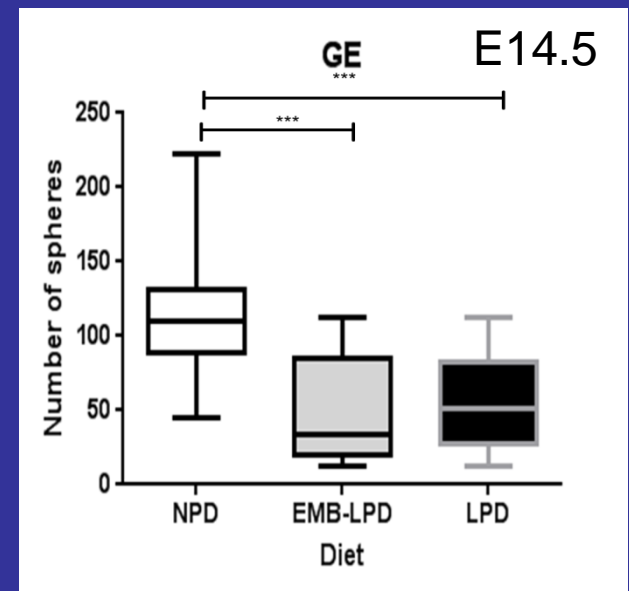 GE
E14.5
***
***
Number of spheres
250
200
150
100
50
0
NPD EMB-LPD LPD
Diet